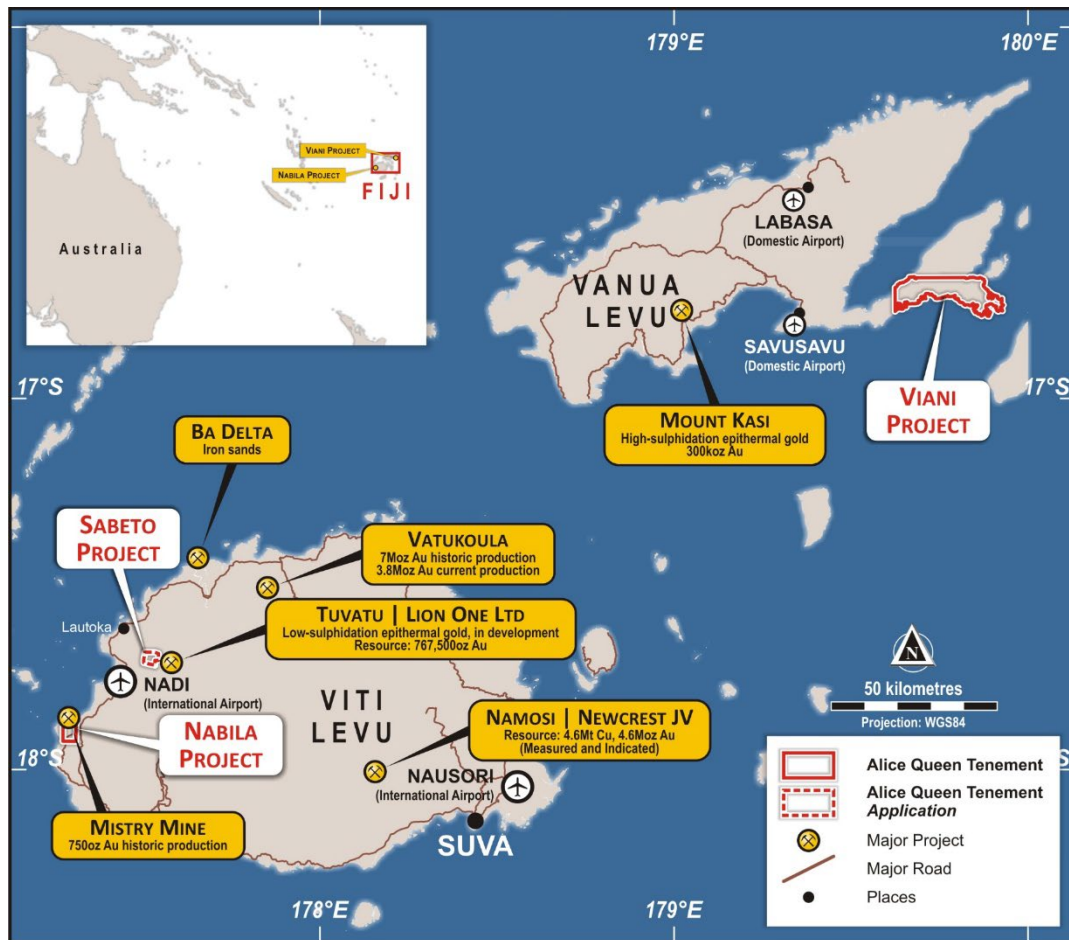 179°E
180°E
VIANI PROJECT
NABILA PROJECT
FIJI
Australia
LABASA
(Domestic Airport)
VANUA
LEVU
SAVUSAVU
(Domestic Airport)
17°S
17°S
VIANI
PROJECT
MOUNT KASI
High-sulphidation epithermal gold
300koz Au
BA DELTA
Iron sands
SABETO
PROJECT
VATUKOULA
7Moz Au historic production
3.8Moz Au current production
TUVATU | LION ONE LTD
Low-sulphidation epithermal gold, in development
Resource: 767,500oz Au
Lautoka
NADI
(International Airport)
VITI
LEVU
N
50 kilometres
Projection: WGS84
NABILA
PROJECT
NAMOSI | NEWCREST JV
Resource: 4.6Mt Cu, 4.6Moz Au
(Measured and Indicated)
18°S
18°S
NAUSORI
(International Airport)
MISTRY MINE
750oz Au historic production
SUVA
Alice Queen Tenement
Alice Queen Tenement
Application
Major Project
Major Road
Places
178°E
179°E